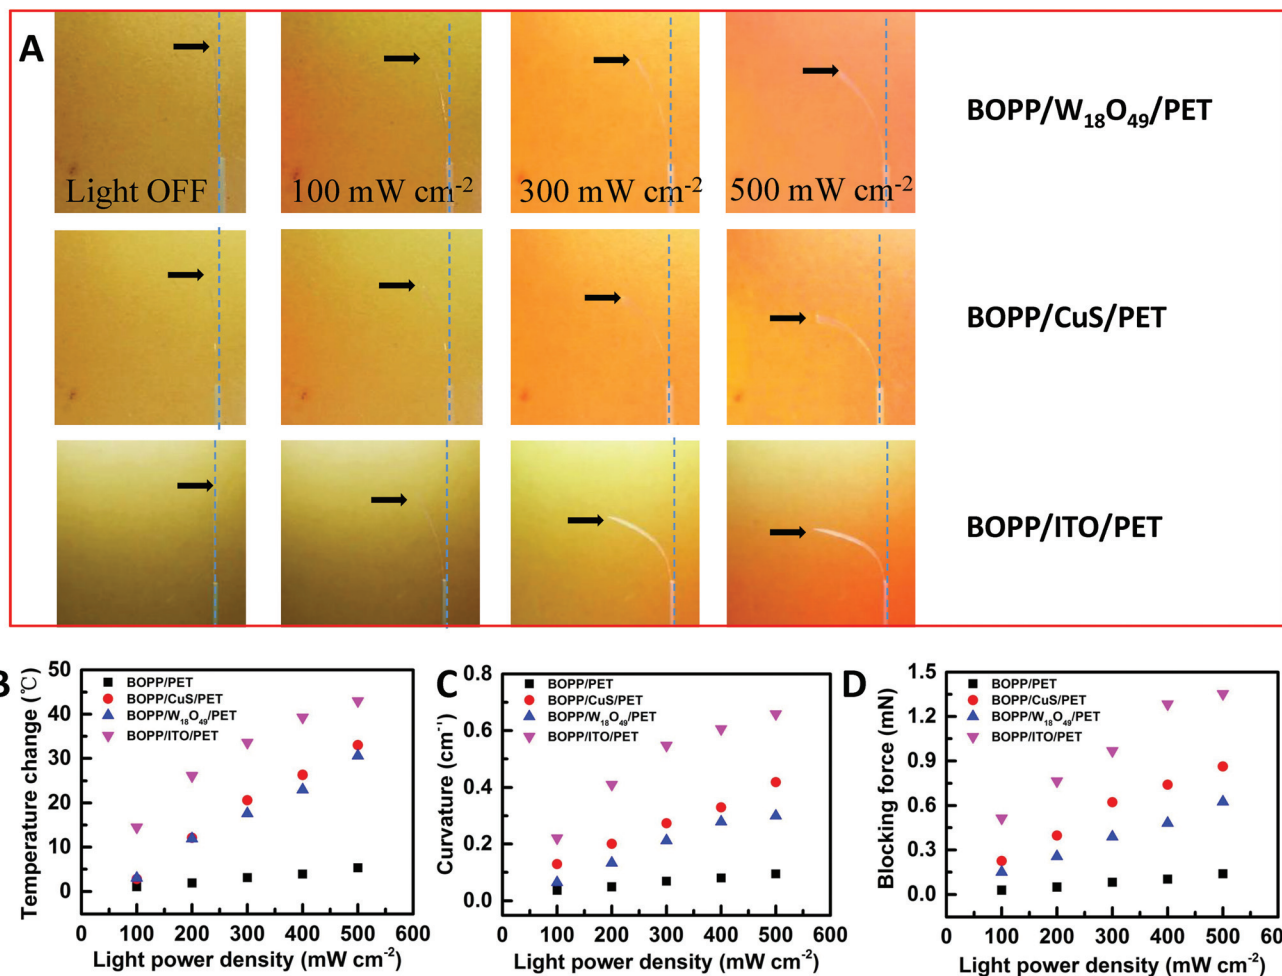 A
Light OFF
100 mW cm⁻²
300 mW cm⁻²
500 mW cm⁻²
BOPP/W₁₈O₄₉/PET
BOPP/CuS/PET
BOPP/ITO/PET
B
50
40
30
20
10
0
Temperature change (℃)
BOPP/PET
BOPP/CuS/PET
BOPP/W₁₈O₄₉/PET
BOPP/ITO/PET
0 100 200 300 400 500 600
Light power density (mW cm⁻²)
C
0.8
0.6
0.4
0.2
0.0
Curvature (cm⁻¹)
BOPP/PET
BOPP/CuS/PET
BOPP/W₁₈O₄₉/PET
BOPP/ITO/PET
0 100 200 300 400 500 600
Light power density (mW cm⁻²)
D
1.5
1.2
0.9
0.6
0.3
0.0
Blocking force (mN)
BOPP/PET
BOPP/CuS/PET
BOPP/W₁₈O₄₉/PET
BOPP/ITO/PET
0 100 200 300 400 500 600
Light power density (mW cm⁻²)